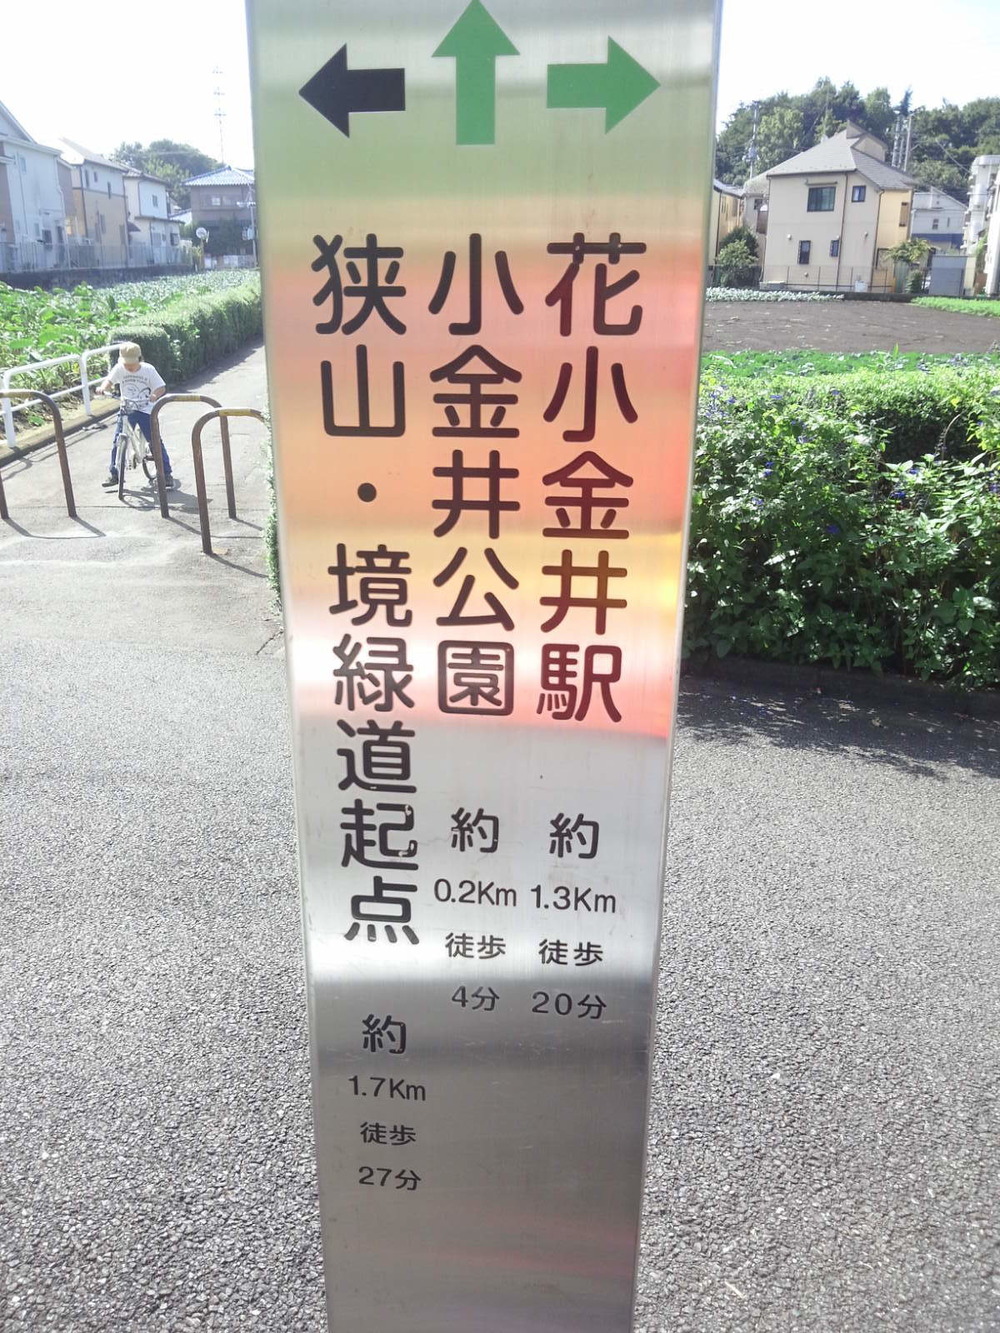 花小金井駅
約
1.3Km
徒歩
20分
小金井公園
約
0.2Km
徒歩
4分
狭山・境緑道起点
約
1.7Km
徒歩
27分